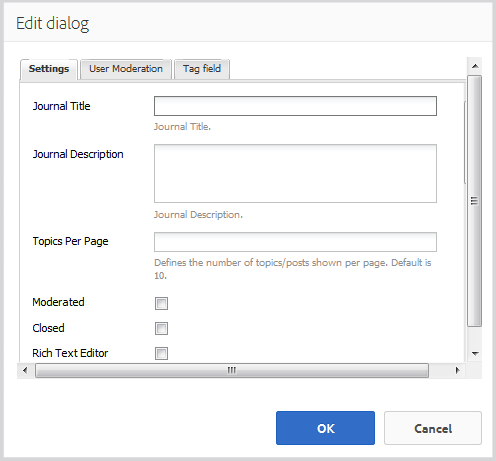 Edit dialog
Settings User Moderation Tag field
Journal Title
Journal Title.
Journal Description
Journal Description.
Topics Per Page
Defines the number of topics/posts shown per page. Default is
10.
Moderated
Closed
Rich Text Editor
OK Cancel